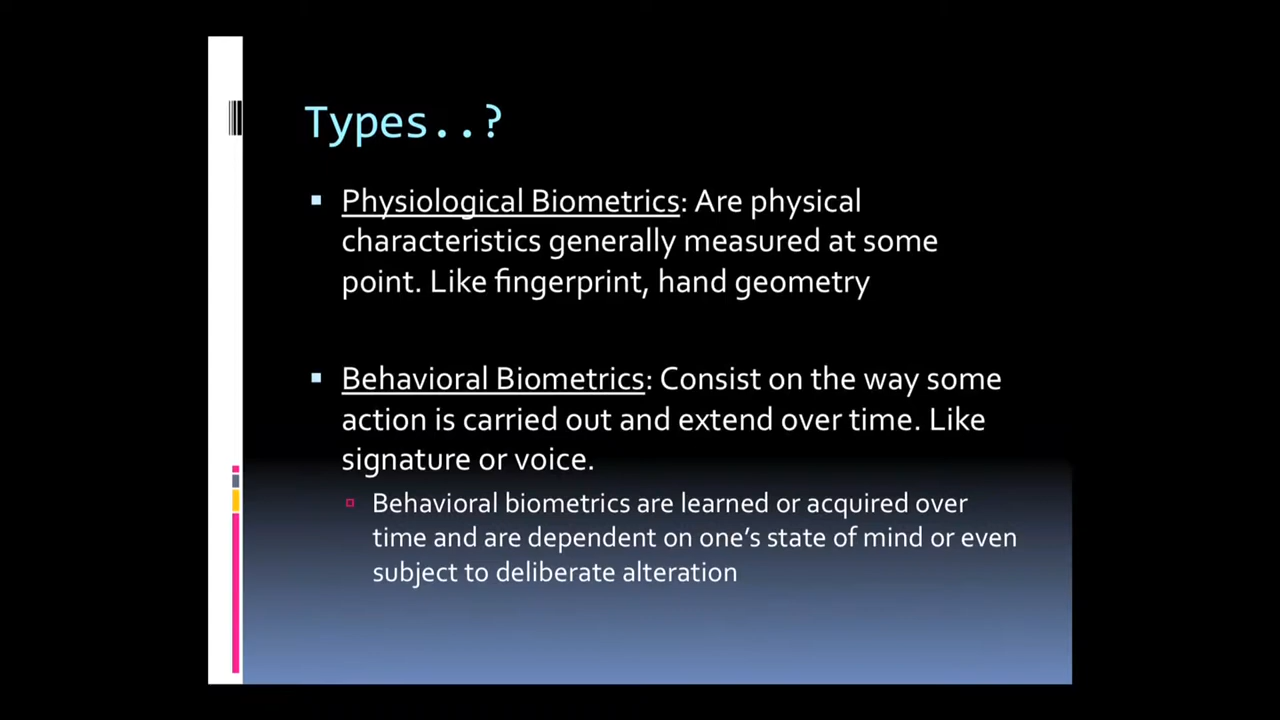 Types..?
Physiological Biometrics: Are physical
characteristics generally measured at some
point. Like fingerprint, hand geometry
Behavioral Biometrics: Consist on the way some
action is carried out and extend over time. Like
signature or voice.
Behavioral biometrics are learned or acquired over
time and are dependent on one’s state of mind or even
subject to deliberate alteration